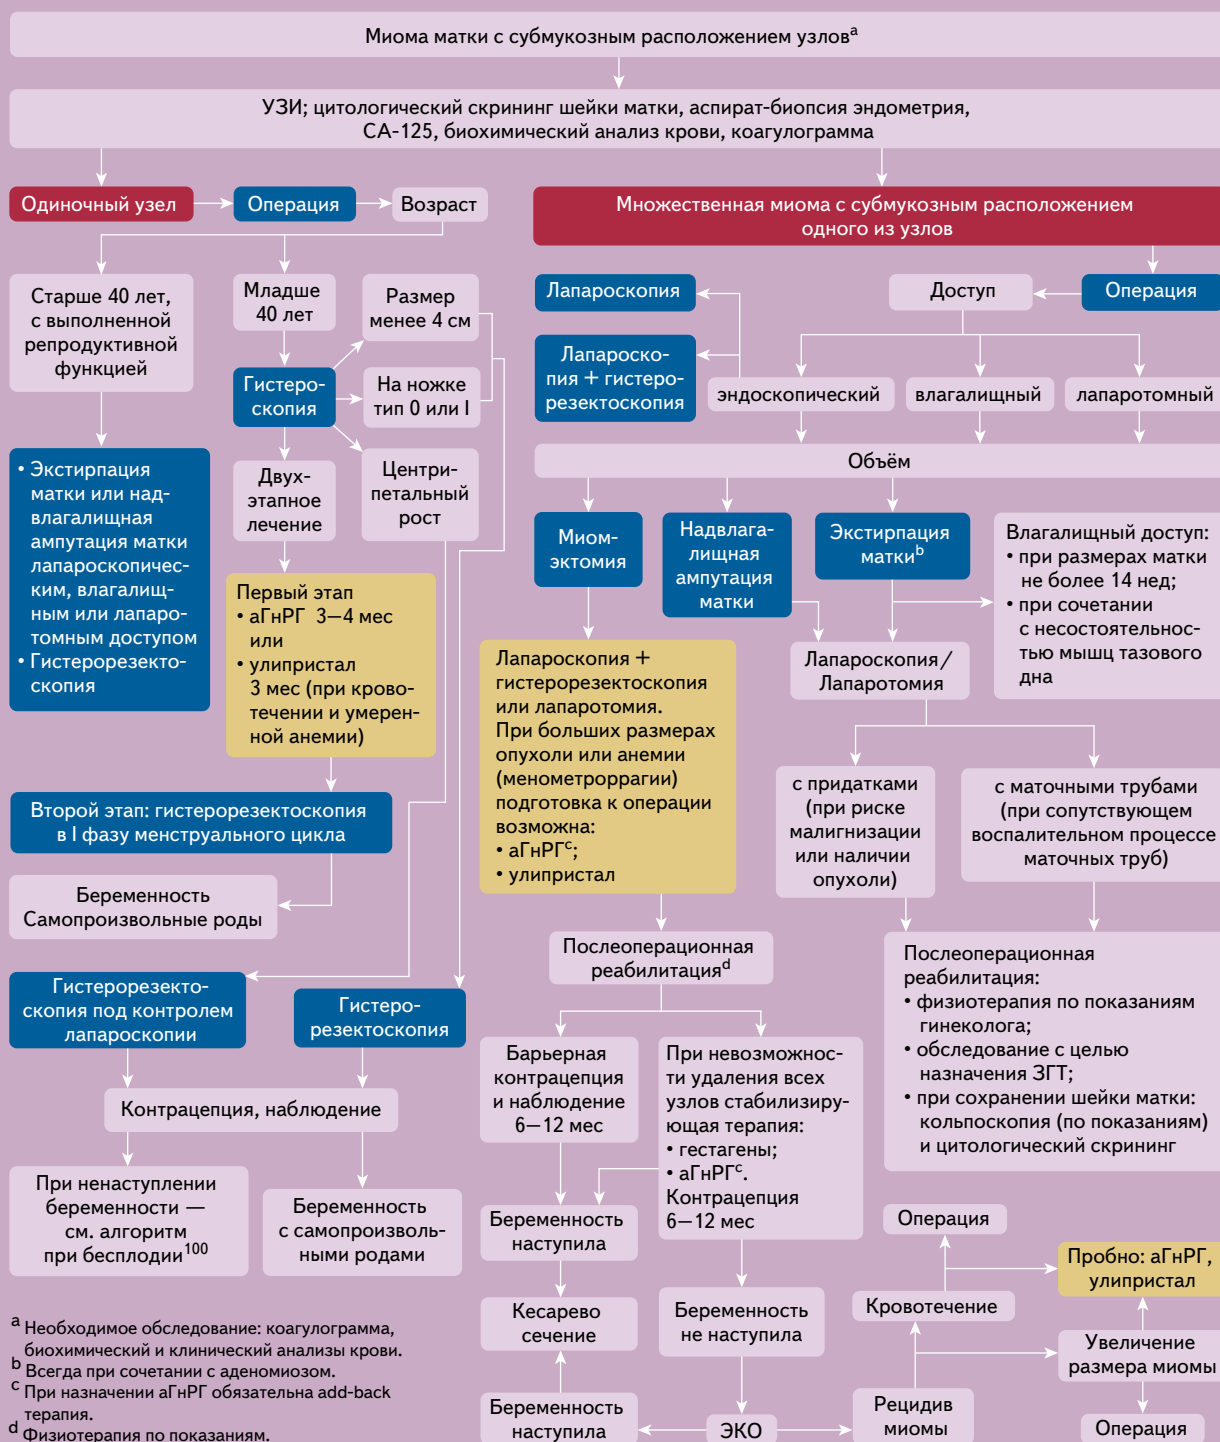 Миома матки с субмукозным расположением узлов^a
УЗИ; цитологический скрининг шейки матки, аспират-биопсия эндометрия,
СА-125, биохимический анализ крови, коагулограмма
Одиночный узел
Операция
Возраст
Старше 40 лет,
с выполненной
репродуктивной
функцией
Младше
40 лет
Размер
менее 4 см
Гистеро-
скопия
На ножке
тип 0 или I
Двух-
этапное
лечение
Центри-
петальный
рост
• Экстирпация
матки или над-
влагалищная
ампутация матки
лапароскопичес-
ким, влагалищ-
ным или лапаро-
томным доступом
• Гистерорезекто-
скопия
Первый этап
• аГнРГ 3—4 мес
или
• улипристал
3 мес (при крово-
течении и умерен-
ной анемии)
Второй этап: гистерорезектоскопия
в I фазу менструального цикла
Беременность
Самопроизвольные роды
Гистерорезекто-
скопия под контролем
лапароскопии
Гистеро-
резектоскопия
Контрацепция, наблюдение
При ненаступлении
беременности —
см. алгоритм
при бесплодии^100
Беременность
с самопроизволь-
ными родами
Множественная миома с субмукозным расположением
одного из узлов
Лапароскопия
Доступ
Операция
Лапароско-
пия + гистеро-
резектоскопия
эндоскопический
влагалищный
лапаротомный
Объём
Миом-
эктомия
Надвлага-
лищная
ампутация
матки
Экстирпация
матки^b
Влагалищный доступ:
• при размерах матки
не более 14 нед;
• при сочетании
с несостоятельнос-
тью мышц тазового
дна
Лапароскопия +
гистерорезектоскопия
или лапаротомия.
При больших размерах
опухоли или анемии
(менометроррагии)
подготовка к операции
возможна:
• аГнРГ^c;
• улипристал
Лапароскопия/
Лапаротомия
с придатками
(при риске
малигнизации
или наличии
опухоли)
с маточными трубами
(при сопутствующем
воспалительном процессе
маточных труб)
Послеоперационная
реабилитация^d
Послеоперационная
реабилитация:
• физиотерапия по показаниям
гинеколога;
• обследование с целью
назначения ЗГТ;
• при сохранении шейки матки:
кольпоскопия (по показаниям)
и цитологический скрининг
Барьерная
контрацепция
и наблюдение
6—12 мес
При невозможнос-
ти удаления всех
узлов стабилизиру-
ющая терапия:
• гестагены;
• аГнРГ^c.
Контрацепция
6—12 мес
Беременность
наступила
Кесарево
сечение
Беременность
не наступила
Беременность
наступила
ЭКО
Рецидив
миомы
Кровотечение
Операция
Пробно: аГнРГ,
улипристал
Увеличение
размера миомы
Операция
^a Необходимое обследование: коагулограмма,
биохимический и клинический анализы крови.
^b Всегда при сочетании с аденомиозом.
^c При назначении аГнРГ обязательна add-back
терапия.
^d Физиотерапия по показаниям.